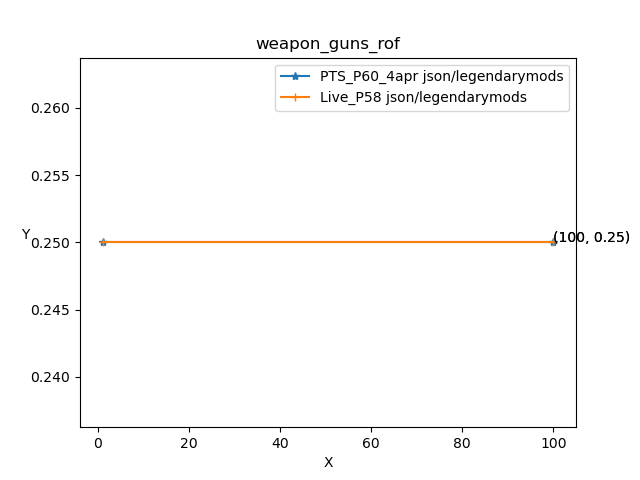 weapon_guns_rof
PTS_P60_4apr json/legendarymods
Live_P58 json/legendarymods
0.260
0.255
Y
0.250
(100, 0.25)
0.245
0.240
0
20
40
60
80
100
X